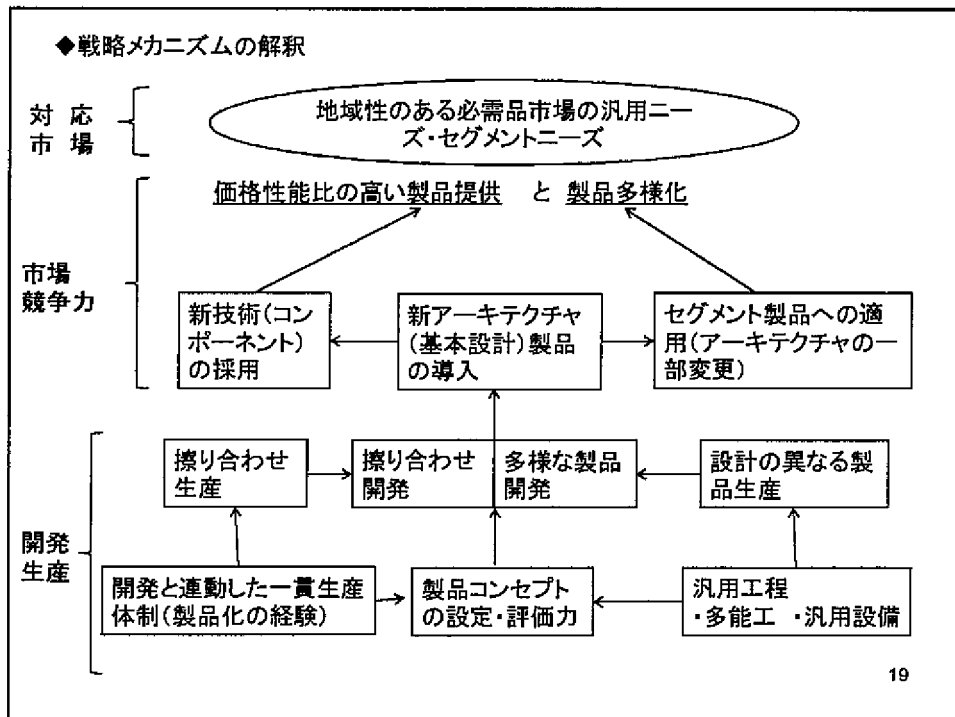 ◆戦略メカニズムの解釈
対 応
市 場
地域性のある必需品市場の汎用ニー
ズ・セグメントニーズ
価格性能比の高い製品提供 と 製品多様化
市場
競争力
新技術(コン
ポーネント)
の採用
新アーキテクチャ
(基本設計)製品
の導入
セグメント製品への適
用(アーキテクチャの一
部変更)
擦り合わせ
生産
擦り合わせ
開発
多様な製品
開発
設計の異なる製
品生産
開発
生産
開発と連動した一貫生産
体制(製品化の経験)
製品コンセプト
の設定・評価力
汎用工程
・多能工 ・汎用設備
19